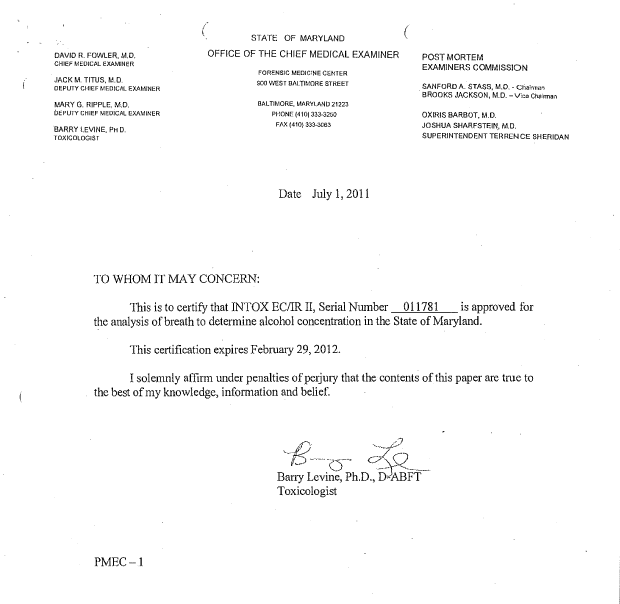 STATE OF MARYLAND
OFFICE OF THE CHIEF MEDICAL EXAMINER
FORENSIC MEDICINE CENTER
900 WEST BALTIMORE STREET
BALTIMORE, MARYLAND 21223
PHONE (410) 333-3250
FAX (410) 333-3063
DAVID R. FOWLER, M.D.
CHIEF MEDICAL EXAMINER
JACK M. TITUS, M.D.
DEPUTY CHIEF MEDICAL EXAMINER
MARY G. RIPPLE, M.D.
DEPUTY CHIEF MEDICAL EXAMINER
BARRY LEVINE, PH D.
TOXICOLOGIST
POST MORTEM
EXAMINERS COMMISSION
SANFORD A. STASS, M.D. - Chairman
BROOKS JACKSON, M.D. – Vice Chairman
OXIRIS BARBOT, M.D.
JOSHUA SHARFSTEIN, M.D.
SUPERINTENDENT TERRENCE SHERIDAN
Date July 1, 2011
TO WHOM IT MAY CONCERN:
This is to certify that INTOX EC/IR II, Serial Number 011781 is approved for
the analysis of breath to determine alcohol concentration in the State of Maryland.
This certification expires February 29, 2012.
I solemnly affirm under penalties of perjury that the contents of this paper are true to
the best of my knowledge, information and belief.
Barry Levine, Ph.D., D-ABFT
Toxicologist
PMEC – 1